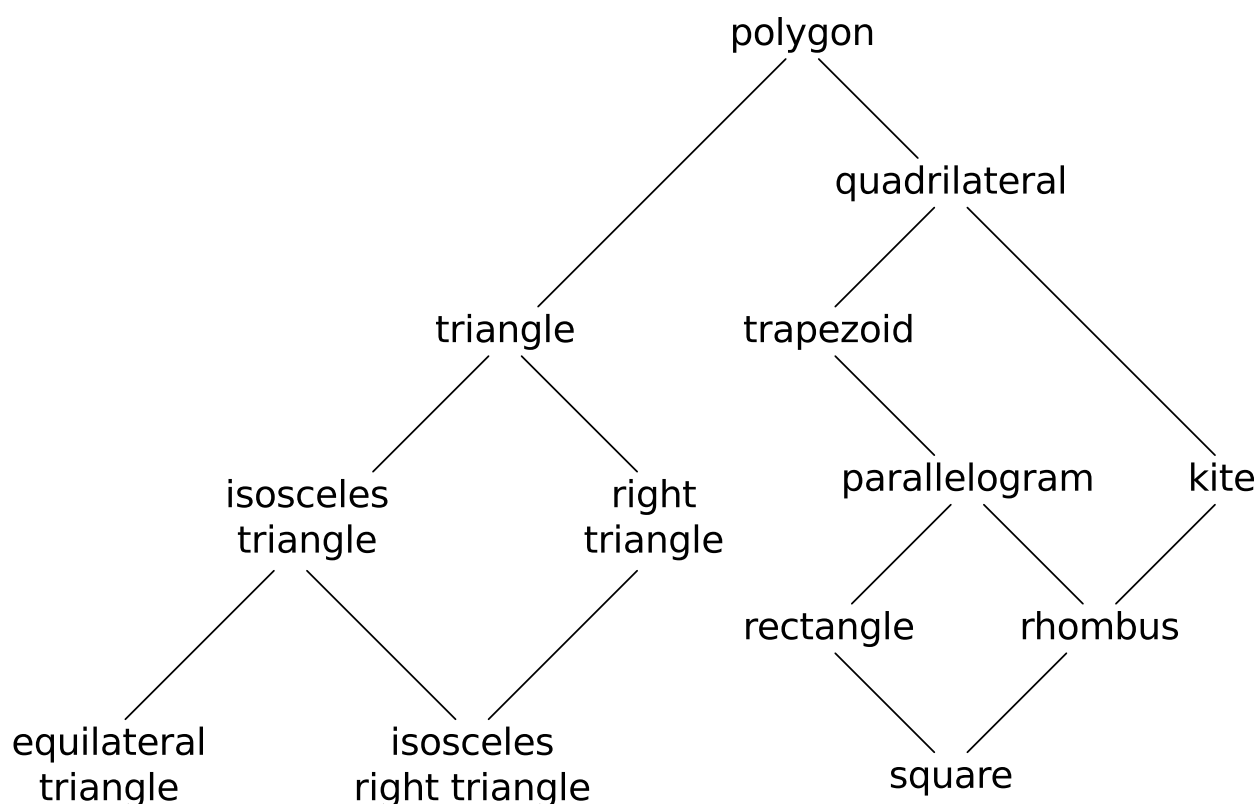 polygon
quadrilateral
triangle
trapezoid
parallelogram
kite
isosceles
triangle
right
triangle
rectangle
rhombus
equilateral
triangle
isosceles
right triangle
square